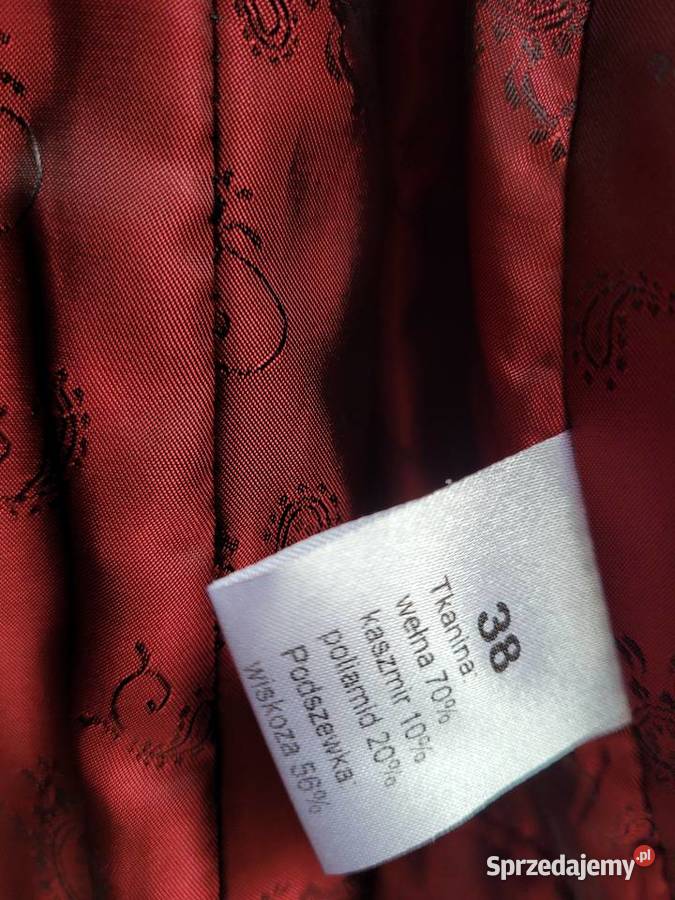 38
Tkanina:
wełna 70%
kaszmir 10%
poliamid 20%
Podszewka:
wiskoza 56%
Sprzedajemy.pl